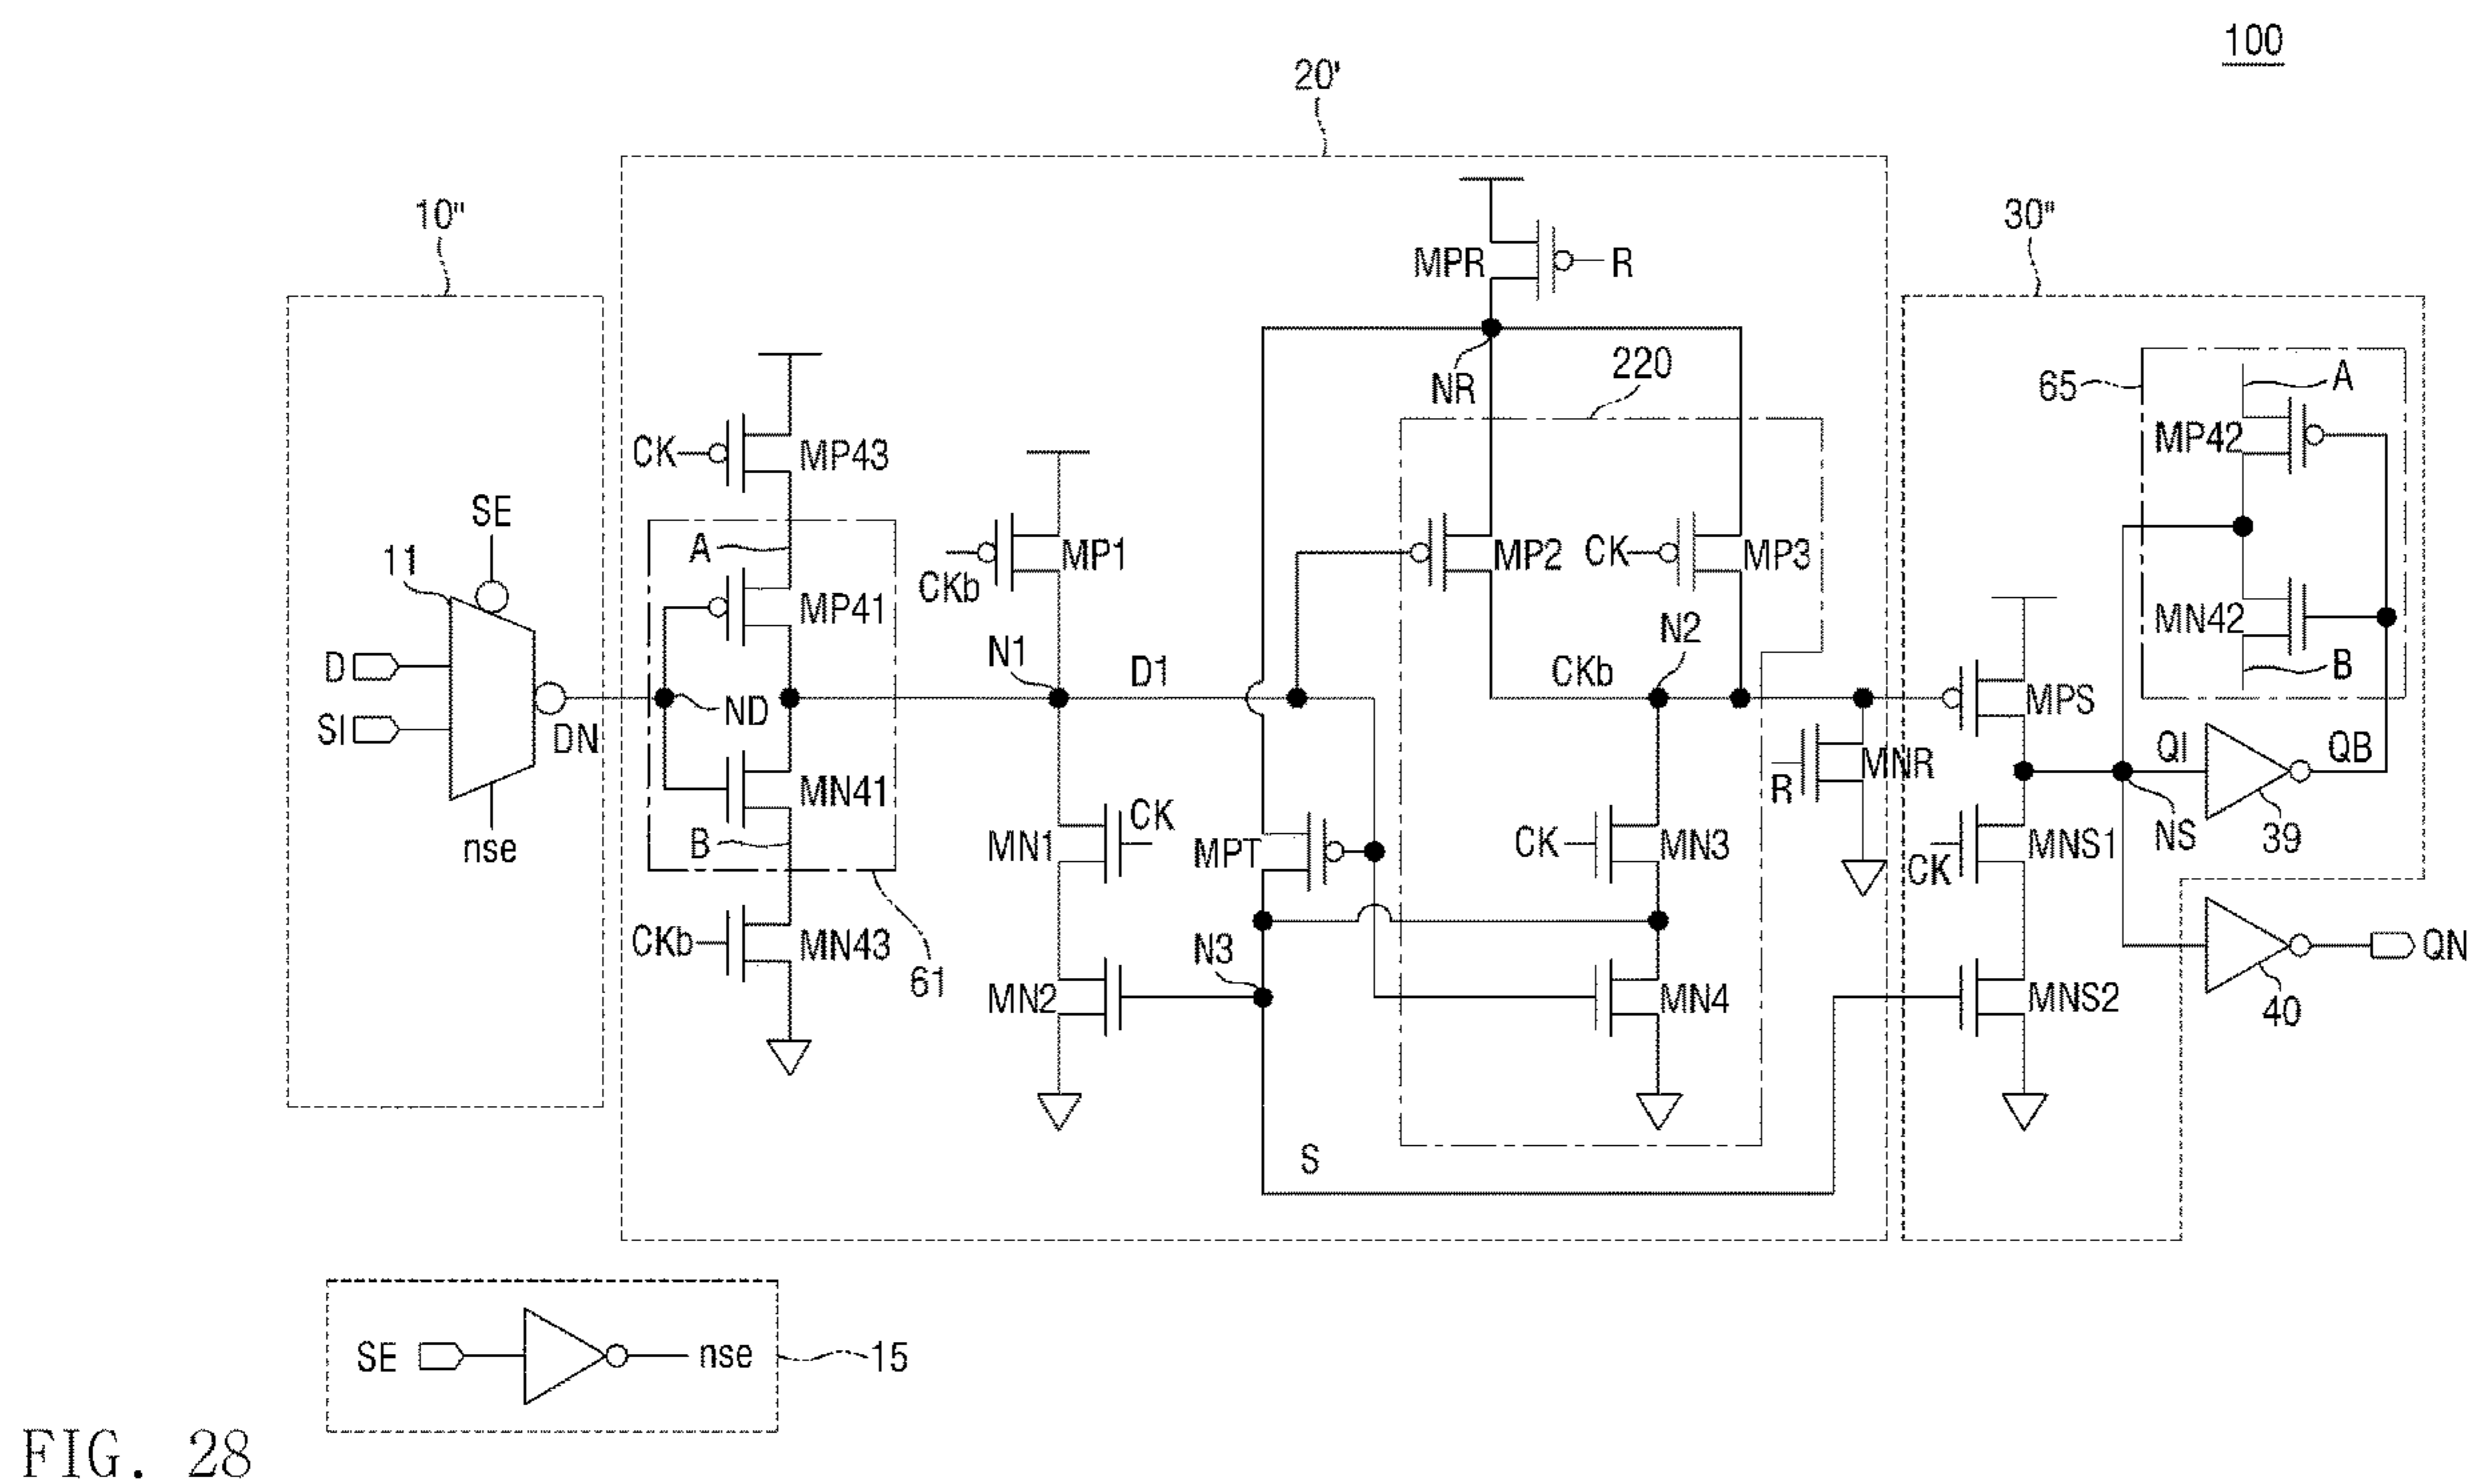 100
20'
10"
30"
MPR
R
NR
220
65
A
MP42
CK
MP43
SE
11
A
MP1
CKb
MP2
CK
MP3
MP41
N1
D1
CKb
N2
MN42
B
D
SI
DN
ND
MPS
MNR
R
QI
QB
nse
MN41
B
MN1
CK
MPT
CK
MN3
CK
MNS1
NS
39
CKb
MN43
61
MN2
N3
MN4
MNS2
40
QN
S
SE
nse
15
FIG. 28